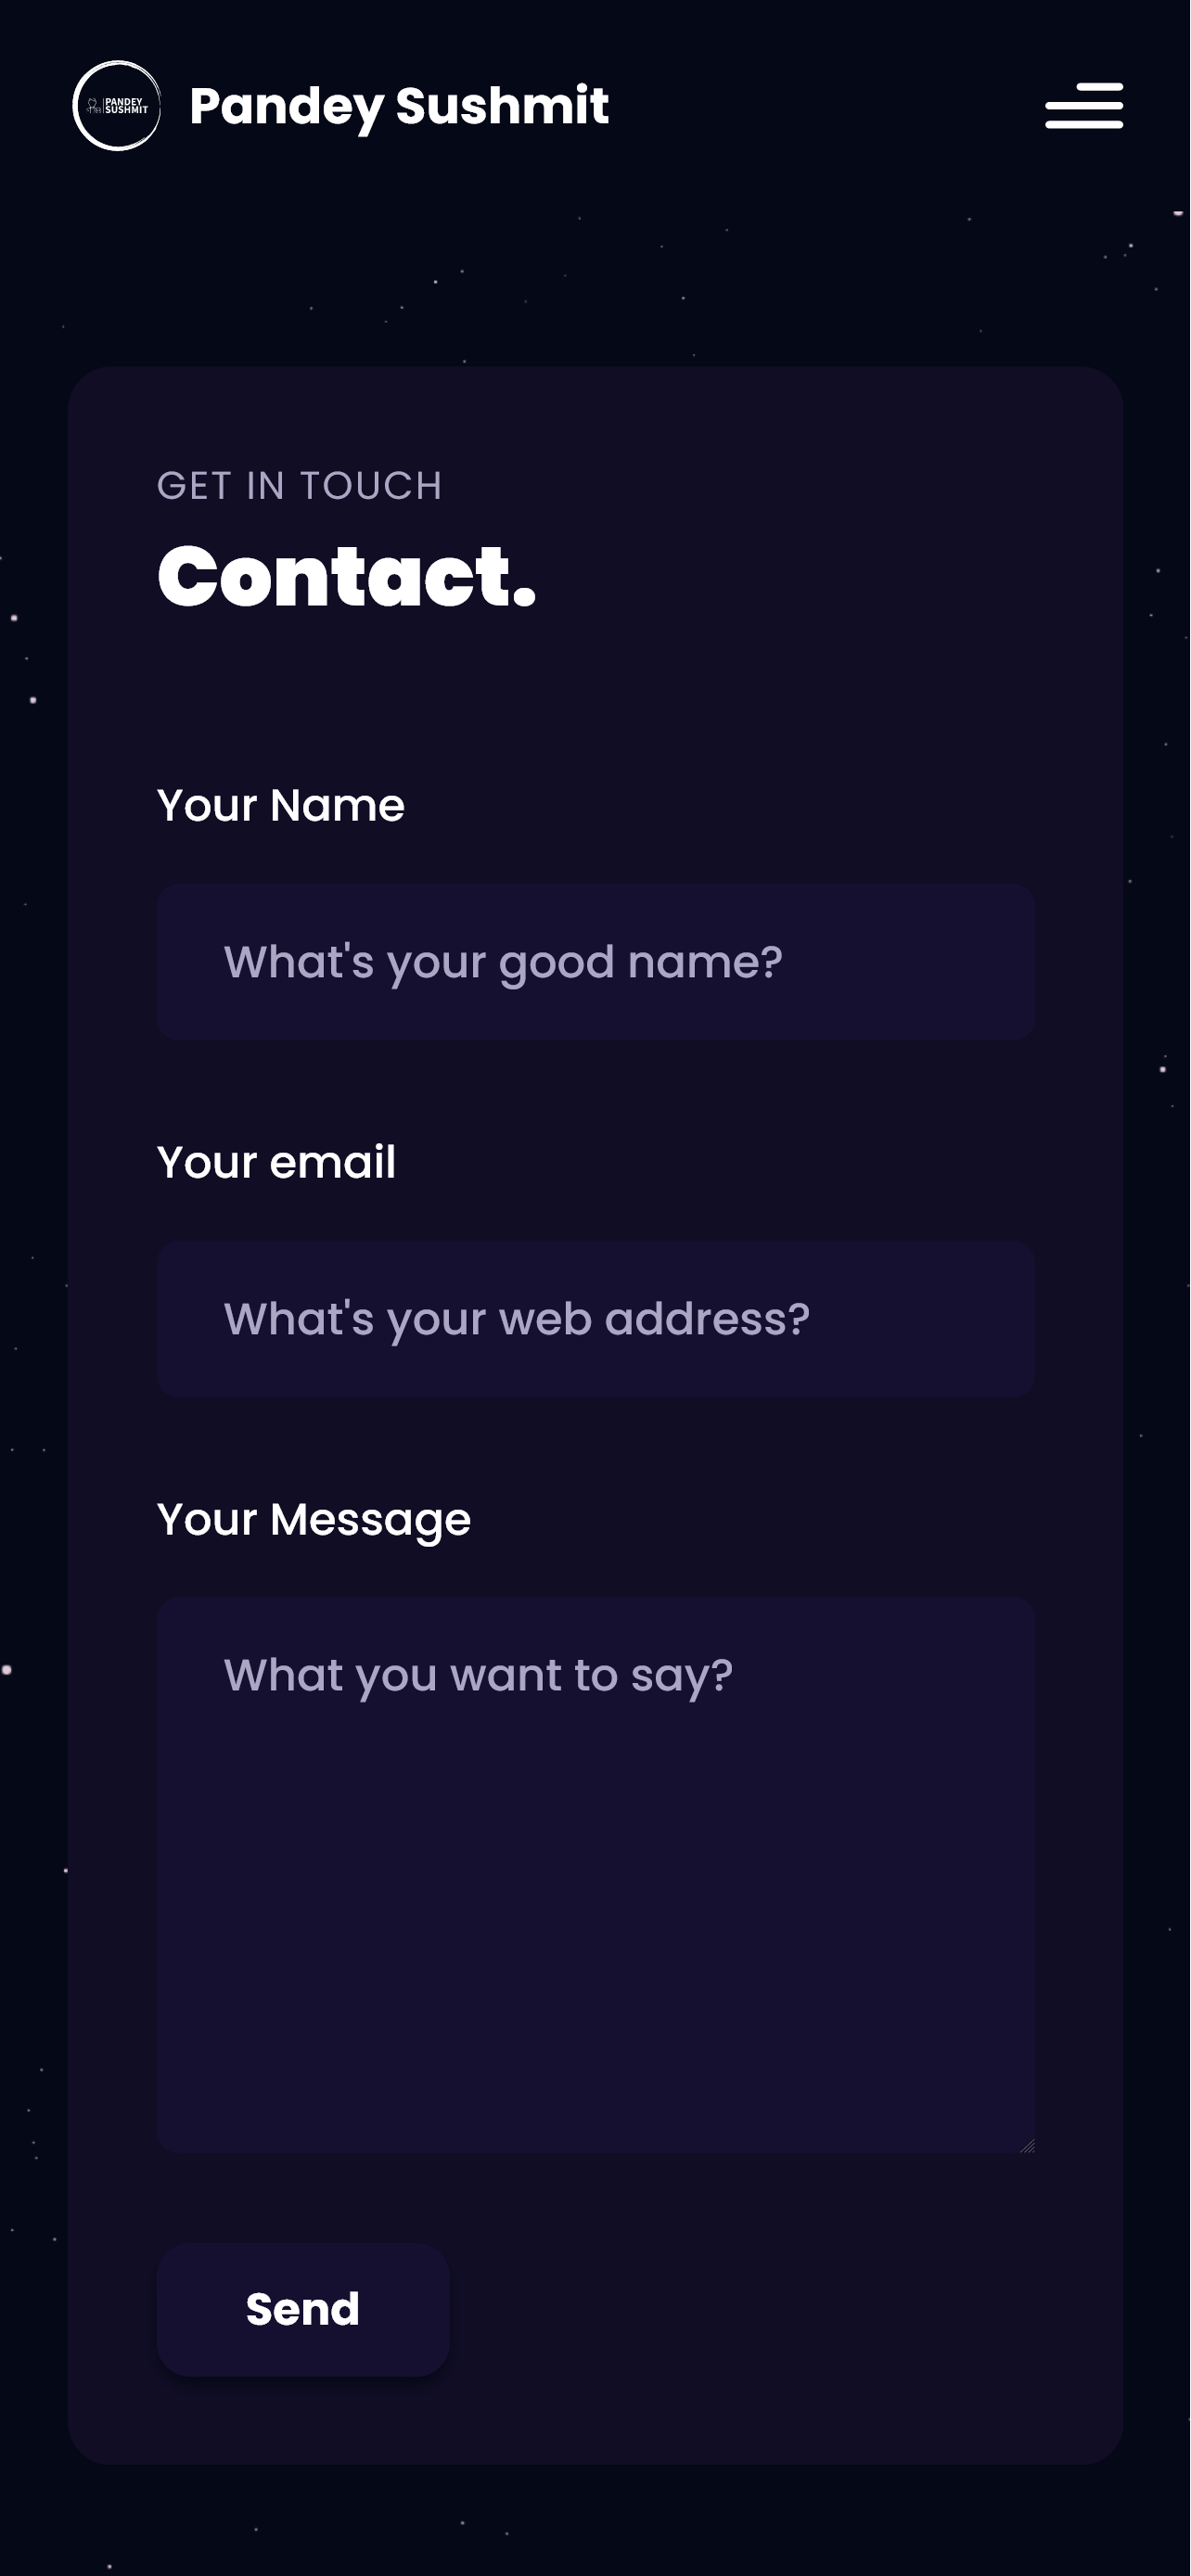 PANDEY
SUSHMIT
Pandey Sushmit
GET IN TOUCH
Contact.
Your Name
What's your good name?
Your email
What's your web address?
Your Message
What you want to say?
Send